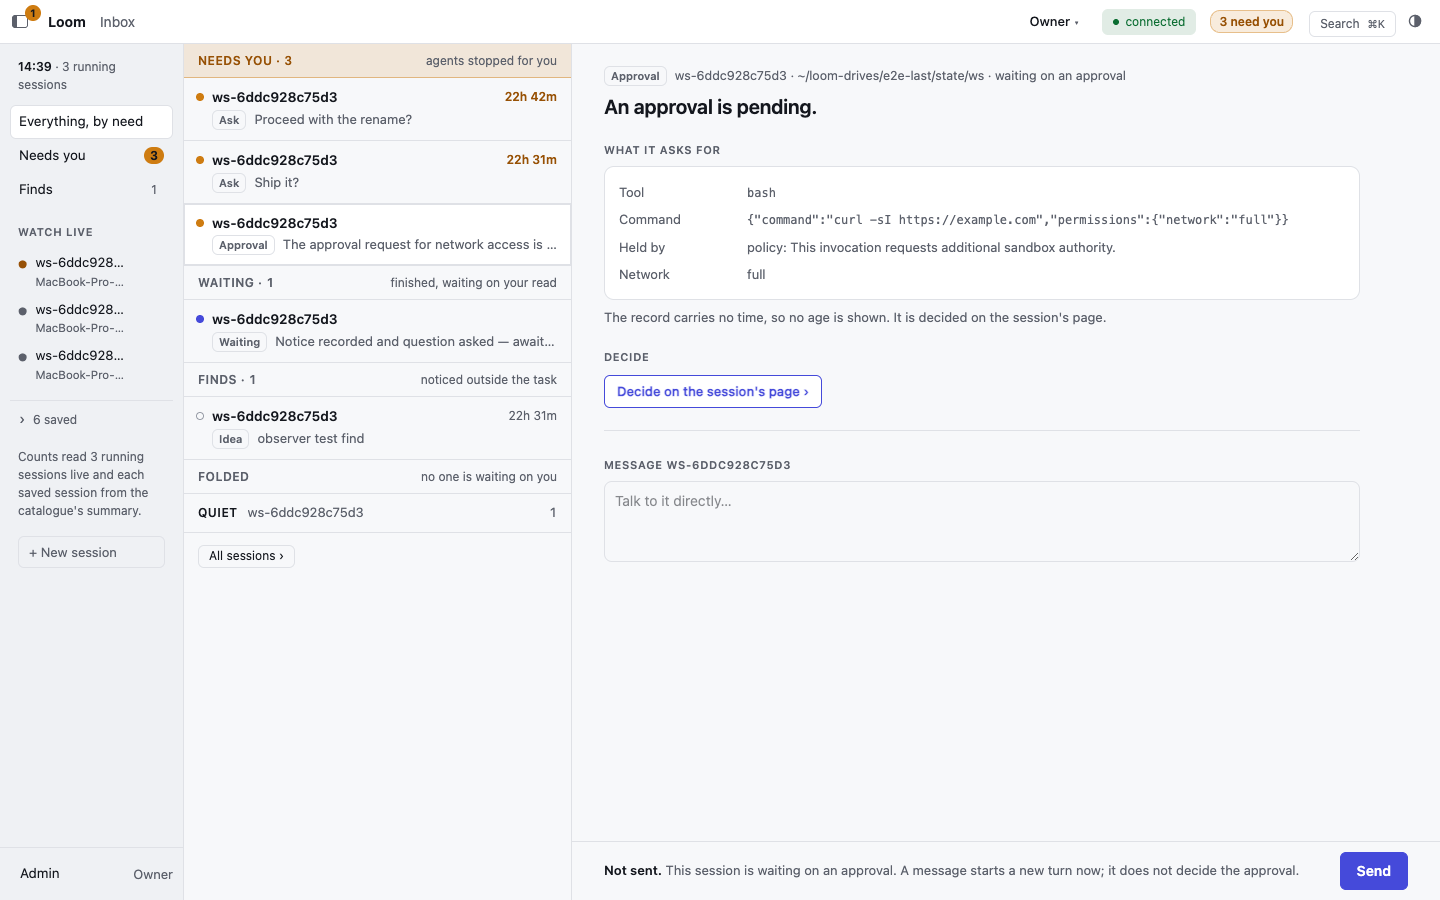 1
Loom Inbox
Owner ▾
● connected
3 need you
Search ⌘K
14:39 · 3 running
sessions
Everything, by need
Needs you 3
Finds 1
WATCH LIVE
ws-6ddc928...
MacBook-Pro-...
ws-6ddc928...
MacBook-Pro-...
ws-6ddc928...
MacBook-Pro-...
› 6 saved
Counts read 3 running
sessions live and each
saved session from the
catalogue's summary.
+ New session
Admin Owner
NEEDS YOU · 3 agents stopped for you
ws-6ddc928c75d3 22h 42m
Ask Proceed with the rename?
ws-6ddc928c75d3 22h 31m
Ask Ship it?
ws-6ddc928c75d3
Approval The approval request for network access is ...
WAITING · 1 finished, waiting on your read
ws-6ddc928c75d3
Waiting Notice recorded and question asked — await...
FINDS · 1 noticed outside the task
ws-6ddc928c75d3 22h 31m
Idea observer test find
FOLDED no one is waiting on you
QUIET ws-6ddc928c75d3 1
All sessions ›
Approval ws-6ddc928c75d3 · ~/loom-drives/e2e-last/state/ws · waiting on an approval
An approval is pending.
WHAT IT ASKS FOR
Tool bash
Command {"command":"curl -sI https://example.com","permissions":{"network":"full"}}
Held by policy: This invocation requests additional sandbox authority.
Network full
The record carries no time, so no age is shown. It is decided on the session's page.
DECIDE
Decide on the session's page ›
MESSAGE WS-6DDC928C75D3
Talk to it directly...
Not sent. This session is waiting on an approval. A message starts a new turn now; it does not decide the approval.
Send